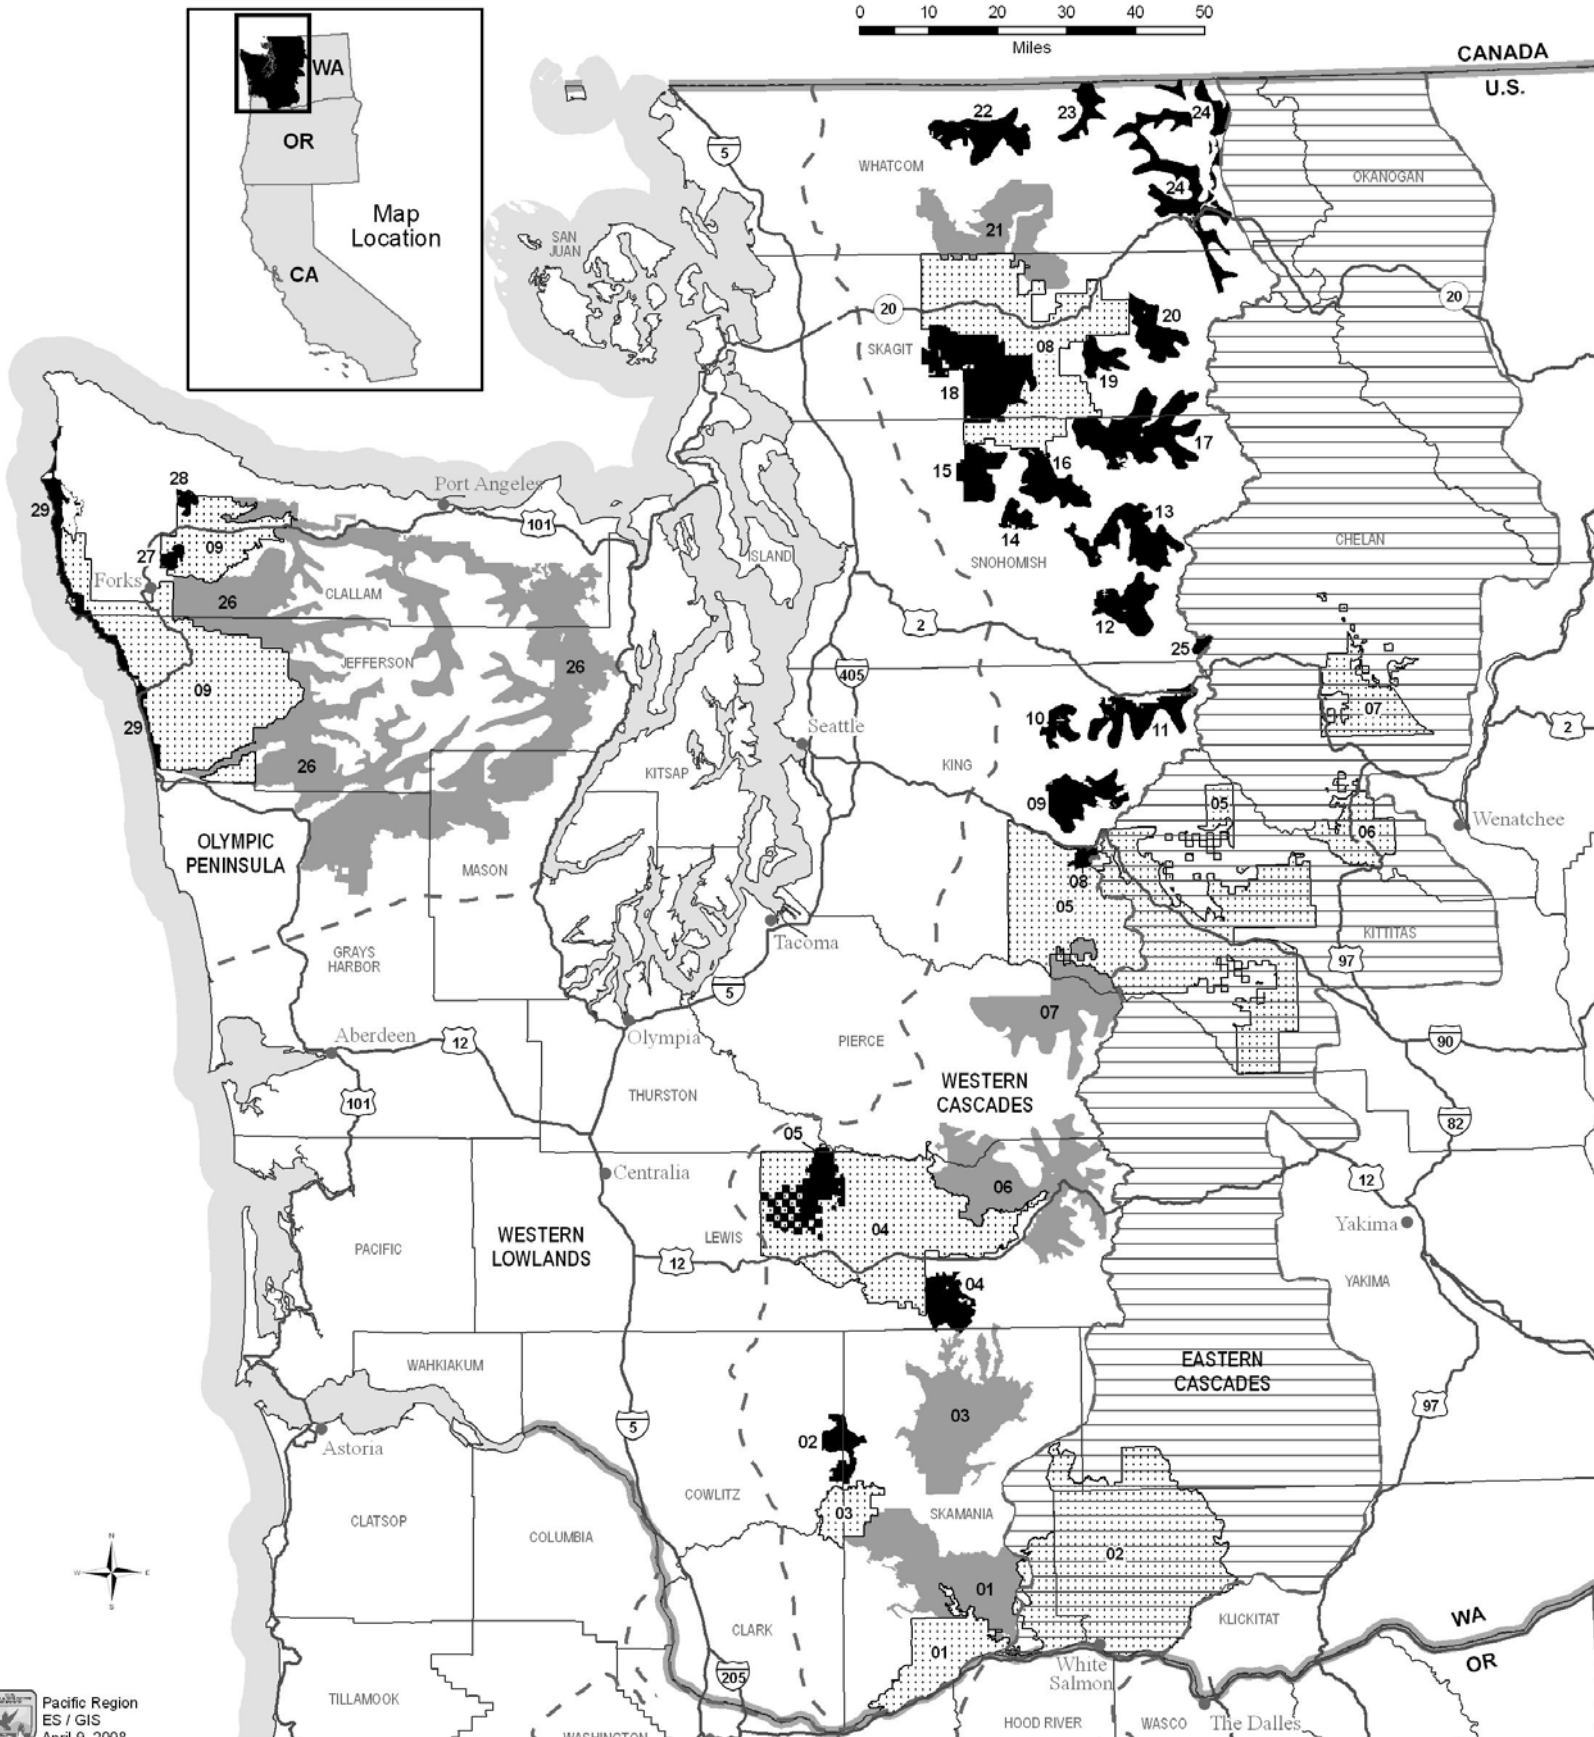 0 10 20 30 40 50
Miles
CANADA
U.S.
WA
OR
CA
Map
Location
5
22
23
24
WHATCOM
OKANOGAN
24
21
SAN
JUAN
20
20
20
SKAGIT
08
19
18
17
15
16
13
14
SNOHOMISH
CHELAN
28
Port Angeles
29
101
27
09
ISLAND
Forks
CLALLAM
26
12
2
25
JEFFERSON
26
405
09
07
10
11
29
Seattle
2
26
KITSAP
KING
09
05
Wenatchee
06
OLYMPIC
PENINSULA
MASON
08
05
Tacoma
KITTITAS
GRAYS
HARBOR
97
5
07
Aberdeen
12
Olympia
PIERCE
90
WESTERN
CASCADES
THURSTON
101
82
05
Centralia
06
12
Yakima
04
WESTERN
LOWLANDS
LEWIS
PACIFIC
12
04
YAKIMA
WAHKIAKUM
EASTERN
CASCADES
03
97
5
02
Astoria
COWLITZ
03
SKAMANIA
CLATSOP
COLUMBIA
02
N
W E
S
01
CLARK
KLICKITAT
WA
01
OR
White
Salmon
205
TILLAMOOK
HOOD RIVER
WASCO
The Dalles
Pacific Region
ES / GIS
April 9, 2008
WASHINGTON